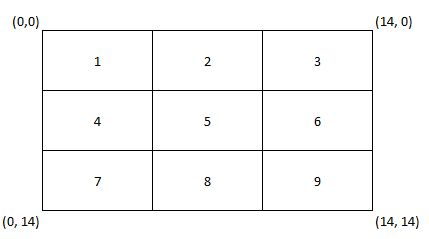 (0,0) (14, 0)
1 2 3
4 5 6
7 8 9
(0, 14) (14, 14)